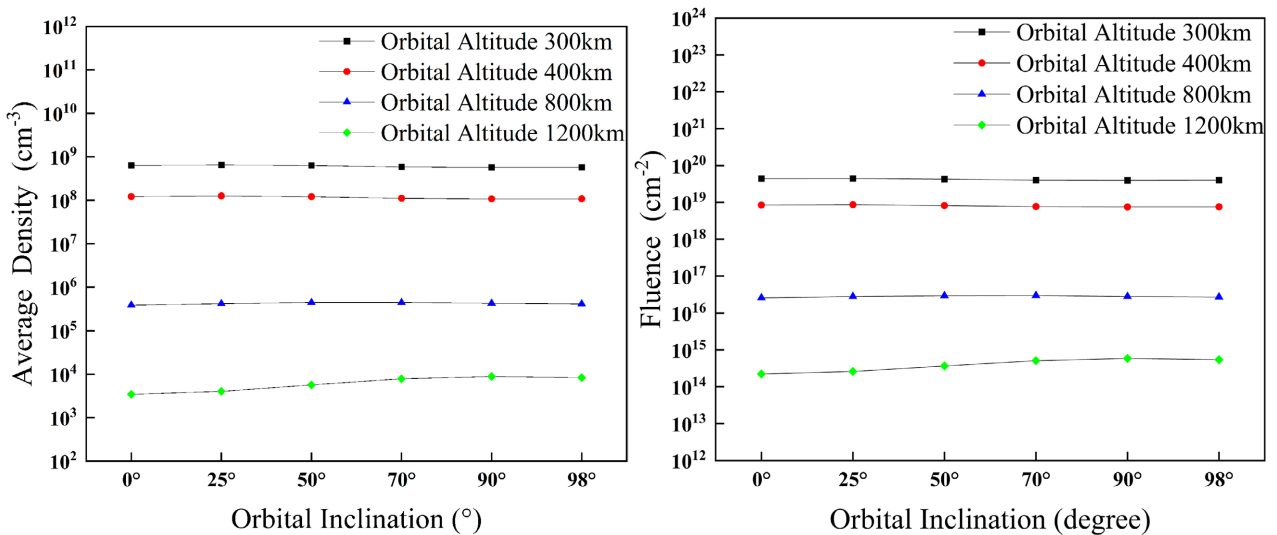 Average Density (cm⁻³)
10¹²
10¹¹
10¹⁰
10⁹
10⁸
10⁷
10⁶
10⁵
10⁴
10³
10²
Orbital Altitude 300km
Orbital Altitude 400km
Orbital Altitude 800km
Orbital Altitude 1200km
0° 25° 50° 70° 90° 98°
Orbital Inclination (°)
Fluence (cm⁻²)
10²⁴
10²³
10²²
10²¹
10²⁰
10¹⁹
10¹⁸
10¹⁷
10¹⁶
10¹⁵
10¹⁴
10¹³
10¹²
Orbital Altitude 300km
Orbital Altitude 400km
Orbital Altitude 800km
Orbital Altitude 1200km
0° 25° 50° 70° 90° 98°
Orbital Inclination (degree)